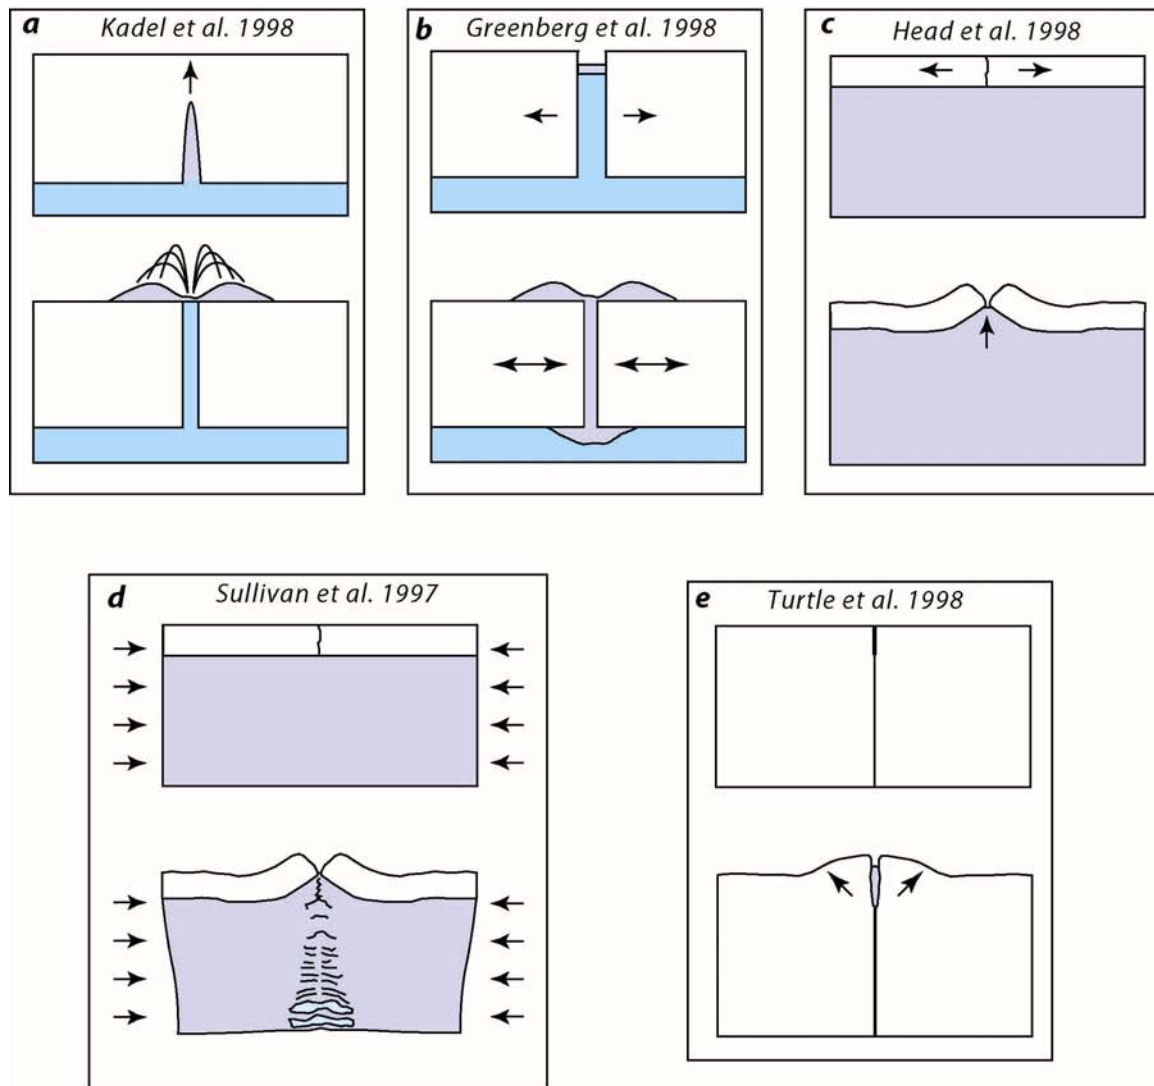 a Kadel et al. 1998
b Greenberg et al. 1998
c Head et al. 1998
d Sullivan et al. 1997
e Turtle et al. 1998